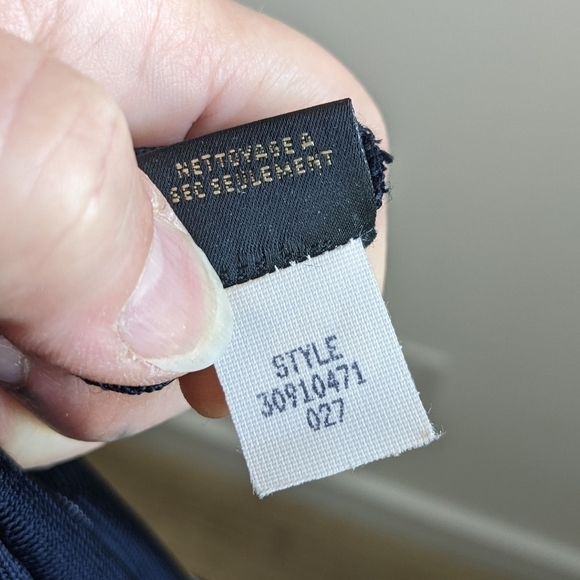 NETTOYAGE A
SEC SEULEMENT
STYLE
30910471
027